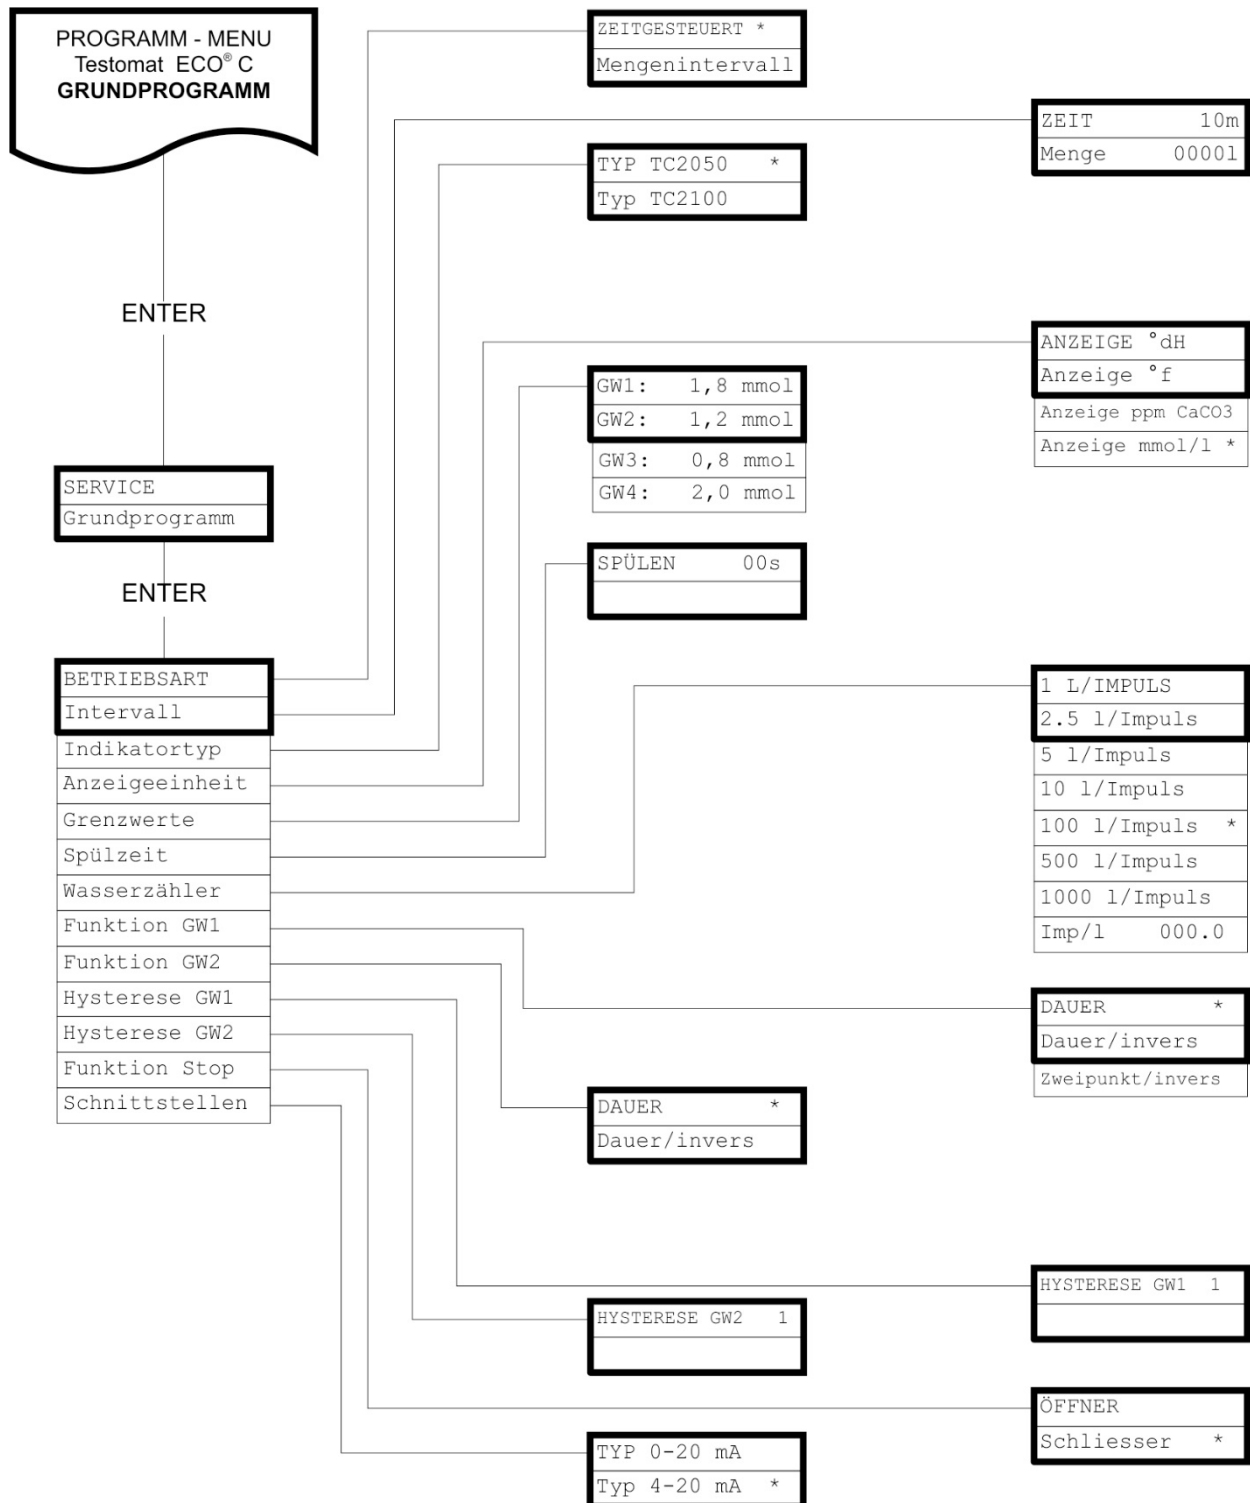 PROGRAMM - MENU
Testomat ECO® C
GRUNDPROGRAMM
ENTER
SERVICE
Grundprogramm
ENTER
BETRIEBSART
Intervall
Indikatortyp
Anzeigeeinheit
Grenzwerte
Spülzeit
Wasserzähler
Funktion GW1
Funktion GW2
Hysterese GW1
Hysterese GW2
Funktion Stop
Schnittstellen
ZEITGESTEUERT *
Mengenintervall
ZEIT 10m
Menge 0000l
TYP TC2050 *
Typ TC2100
ANZEIGE °dH
Anzeige °f
Anzeige ppm CaCO3
Anzeige mmol/l *
GW1: 1,8 mmol
GW2: 1,2 mmol
GW3: 0,8 mmol
GW4: 2,0 mmol
SPÜLEN 00s
1 L/IMPULS
2.5 l/Impuls
5 l/Impuls
10 l/Impuls
100 l/Impuls *
500 l/Impuls
1000 l/Impuls
Imp/l 000.0
DAUER *
Dauer/invers
Zweipunkt/invers
DAUER *
Dauer/invers
HYSTERESE GW1 1
HYSTERESE GW2 1
ÖFFNER
Schliesser *
TYP 0-20 mA
Typ 4-20 mA *